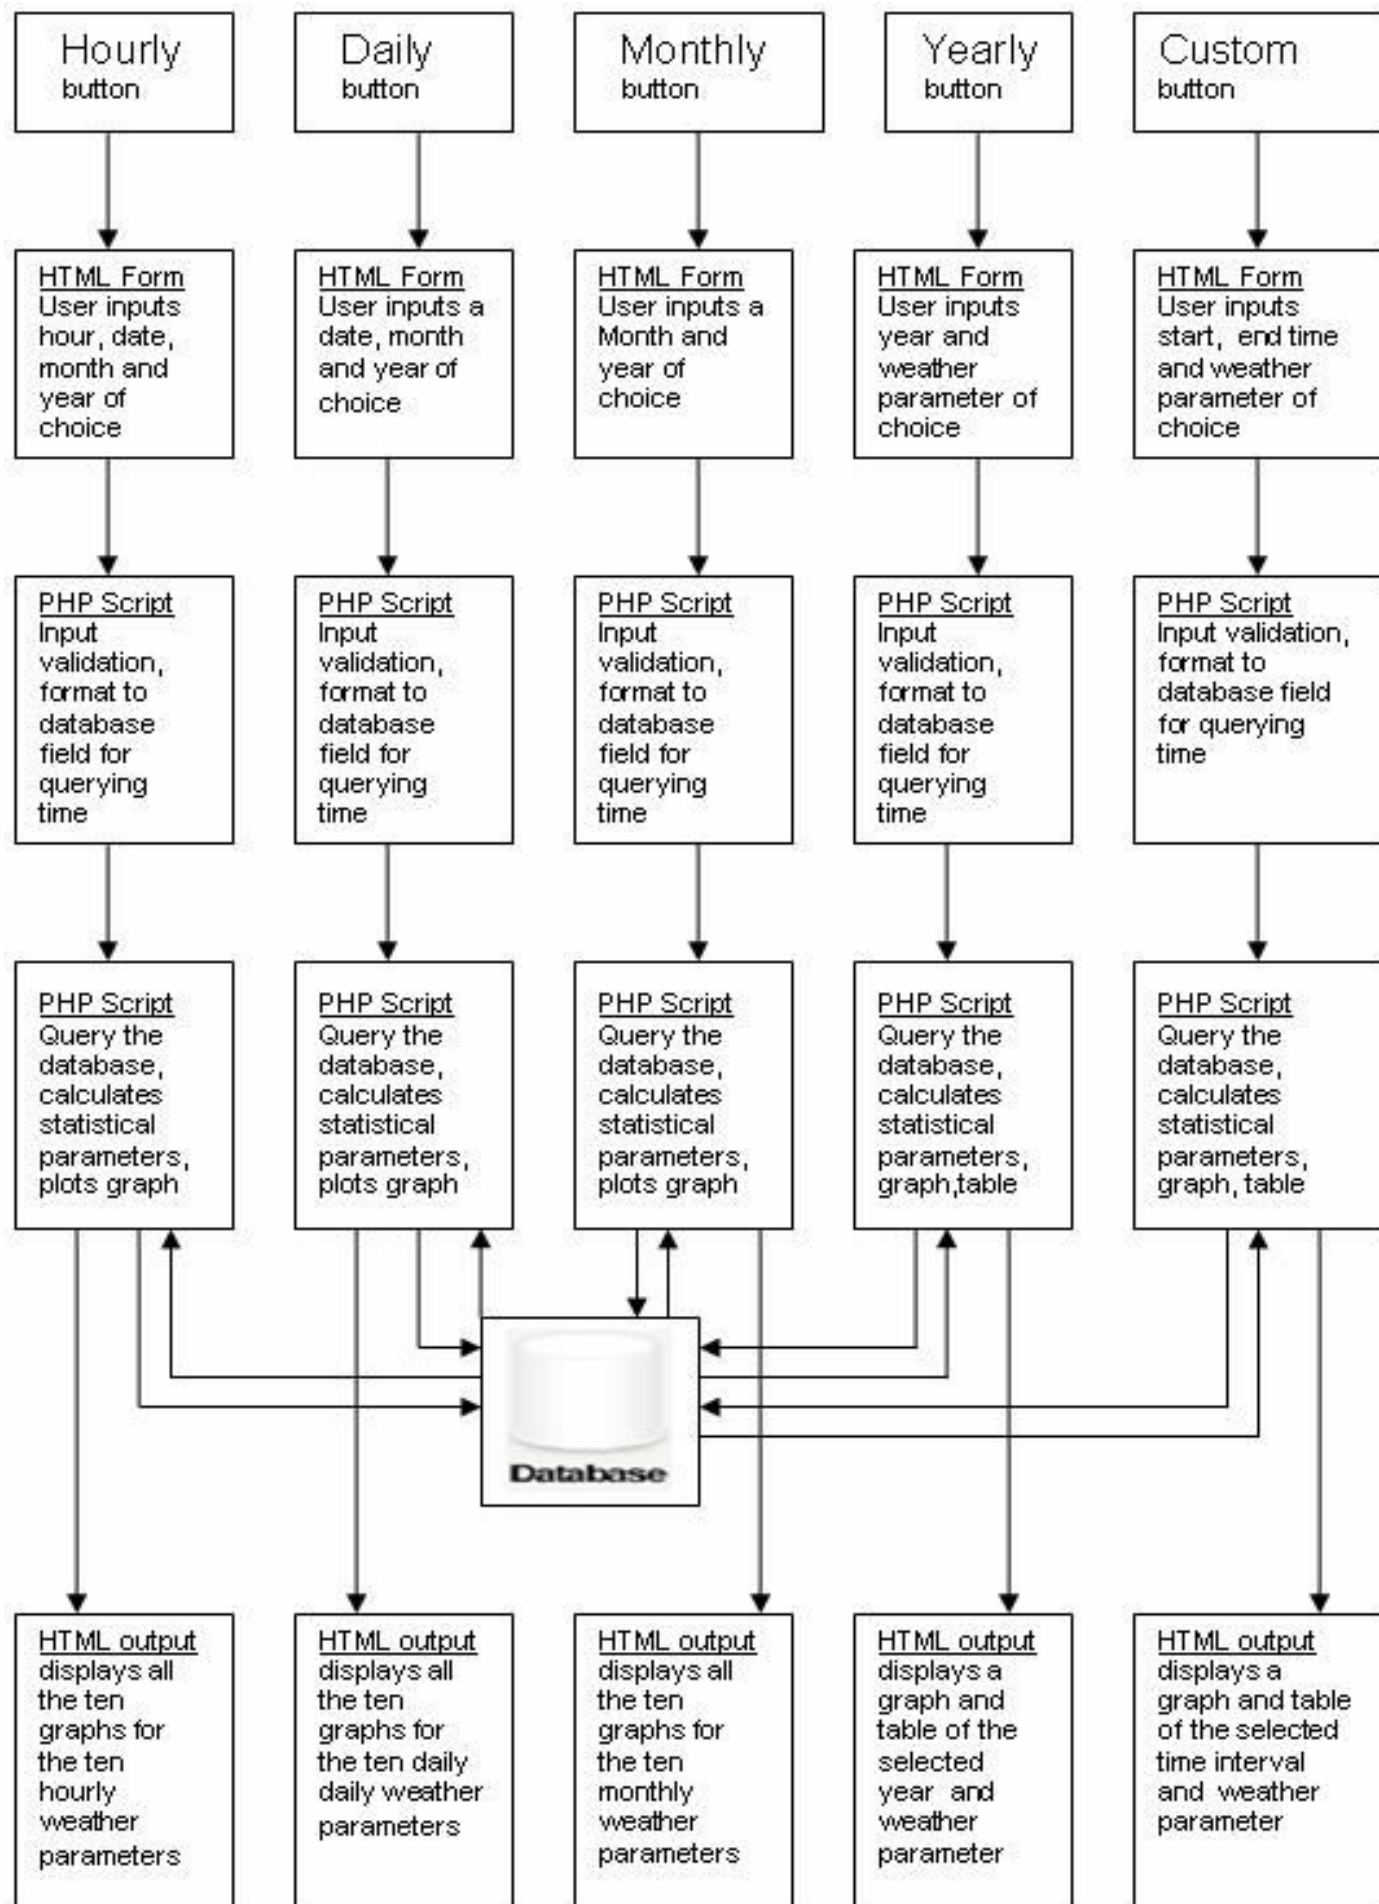 Hourly
button
Daily
button
Monthly
button
Yearly
button
Custom
button
HTML Form
User inputs
hour, date,
month and
year of
choice
HTML Form
User inputs a
date, month
and year of
choice
HTML Form
User inputs a
Month and
year of
choice
HTML Form
User inputs
year and
weather
parameter of
choice
HTML Form
User inputs
start, end time
and weather
parameter of
choice
PHP Script
Input
validation,
format to
database
field for
querying
time
PHP Script
Input
validation,
format to
database
field for
querying
time
PHP Script
Input
validation,
format to
database
field for
querying
time
PHP Script
Input
validation,
format to
database
field for
querying
time
PHP Script
Input validation,
format to
database field
for querying
time
PHP Script
Query the
database,
calculates
statistical
parameters,
plots graph
PHP Script
Query the
database,
calculates
statistical
parameters,
plots graph
PHP Script
Query the
database,
calculates
statistical
parameters,
plots graph
PHP Script
Query the
database,
calculates
statistical
parameters,
graph,table
PHP Script
Query the
database,
calculates
statistical
parameters,
graph, table
Database
HTML output
displays all
the ten
graphs for
the ten
hourly
weather
parameters
HTML output
displays all
the ten
graphs for
the ten daily
daily weather
parameters
HTML output
displays all
the ten
graphs for
the ten
monthly
weather
parameters
HTML output
displays a
graph and
table of the
selected
year and
weather
parameter
HTML output
displays a
graph and table
of the selected
time interval
and weather
parameter